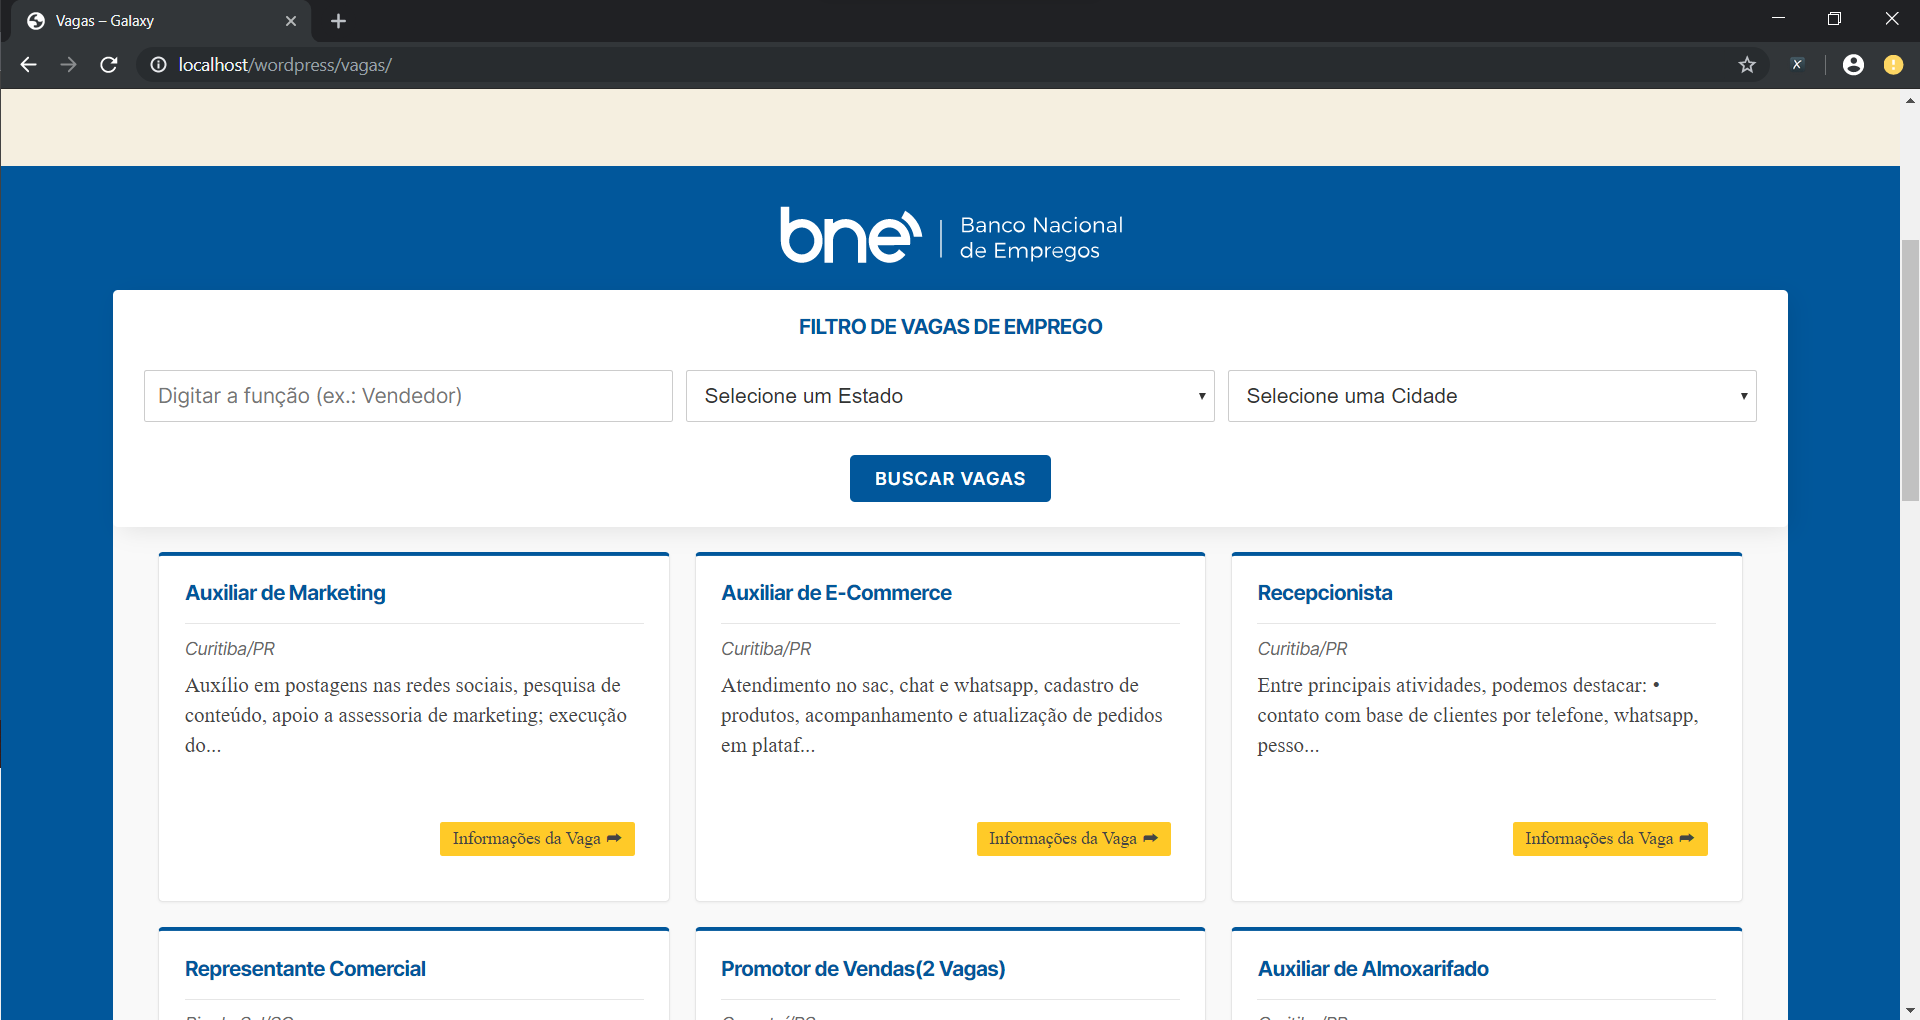 Vagas – Galaxy
localhost/wordpress/vagas/
bne
Banco Nacional
de Empregos
FILTRO DE VAGAS DE EMPREGO
Digitar a função (ex.: Vendedor)
Selecione um Estado
Selecione uma Cidade
BUSCAR VAGAS
Auxiliar de Marketing
Curitiba/PR
Auxílio em postagens nas redes sociais, pesquisa de
conteúdo, apoio a assessoria de marketing; execução
do...
Informações da Vaga ➡
Auxiliar de E-Commerce
Curitiba/PR
Atendimento no sac, chat e whatsapp, cadastro de
produtos, acompanhamento e atualização de pedidos
em plataf...
Informações da Vaga ➡
Recepcionista
Curitiba/PR
Entre principais atividades, podemos destacar: •
contato com base de clientes por telefone, whatsapp,
pesso...
Informações da Vaga ➡
Representante Comercial
Promotor de Vendas(2 Vagas)
Auxiliar de Almoxarifado